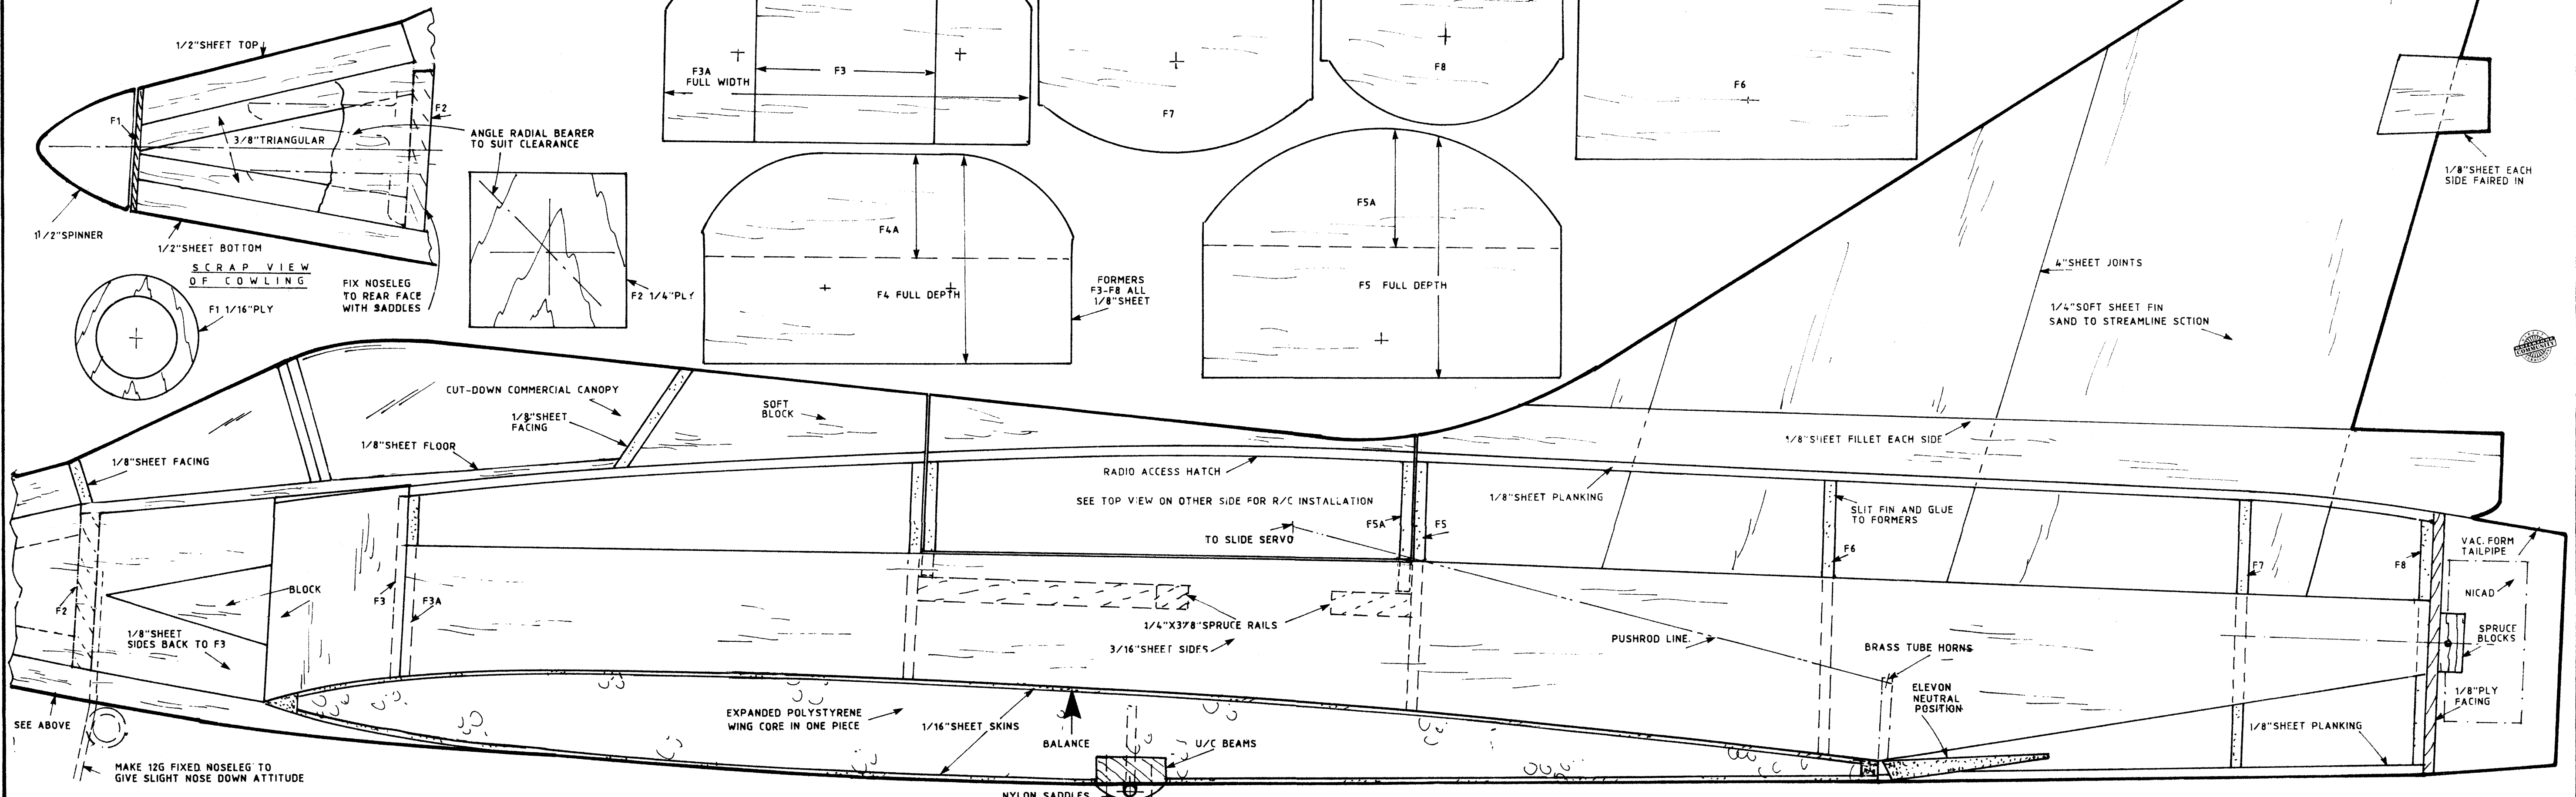 1/2"SHEET TOP
F1
F2
3/8"TRIANGULAR
ANGLE RADIAL BEARER
TO SUIT CLEARANCE
1 1/2"SPINNER
1/2"SHEET BOTTOM
SCRAP VIEW
OF COWLING
FIX NOSELEG
TO REAR FACE
WITH SADDLES
F1 1/16"PLY
F2 1/4"PLY
F3A
FULL WIDTH
F3
F7
F8
F6
F4A
F4 FULL DEPTH
FORMERS
F3-F8 ALL
1/8"SHEET
F5A
F5 FULL DEPTH
1/8"SHEET EACH
SIDE FAIRED IN
4"SHEET JOINTS
1/4"SOFT SHEET FIN
SAND TO STREAMLINE SCTION
CUT-DOWN COMMERCIAL CANOPY
1/8"SHEET
FACING
SOFT
BLOCK
1/8"SHEET FLOOR
1/8"SHEET FACING
1/8"SHEET FILLET EACH SIDE
RADIO ACCESS HATCH
1/8"SHEET PLANKING
SEE TOP VIEW ON OTHER SIDE FOR R/C INSTALLATION
F5A
F5
TO SLIDE SERVO
SLIT FIN AND GLUE
TO FORMERS
F6
F7
F8
VAC.FORM
TAILPIPE
NICAD
SPRUCE
BLOCKS
1/8"PLY
FACING
BLOCK
F2
F3
F3A
1/8"SHEET
SIDES BACK TO F3
1/4"X3/8"SPRUCE RAILS
3/16"SHEET SIDES
PUSHROD LINE
BRASS TUBE HORNS
ELEVON
NEUTRAL
POSITION
1/8"SHEET PLANKING
SEE ABOVE
EXPANDED POLYSTYRENE
WING CORE IN ONE PIECE
1/16"SHEET SKINS
BALANCE
U/C BEAMS
MAKE 12G FIXED NOSELEG TO
GIVE SLIGHT NOSE DOWN ATTITUDE
NYLON SADDLES